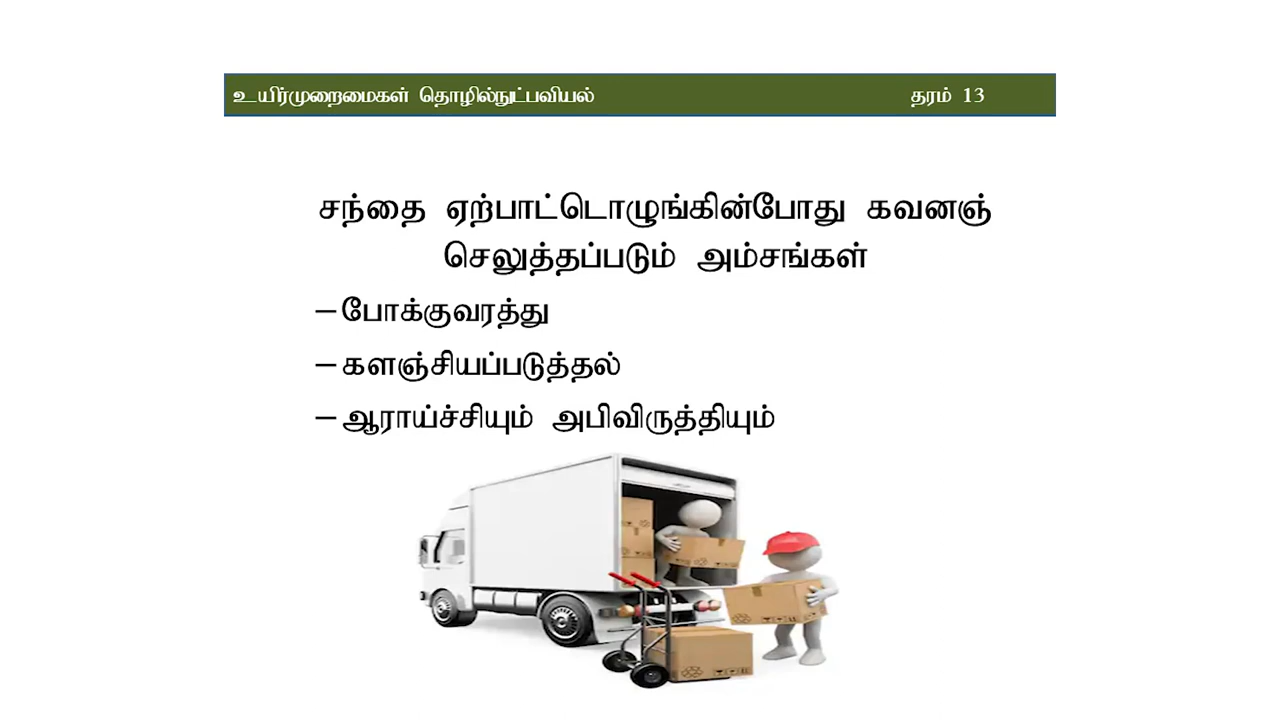 உயிர்முறைமைகள் தொழில்நுட்பவியல் தரம் 13
சந்தை ஏற்பாட்டொழுங்கின்போது கவனஞ்
செலுத்தப்படும் அம்சங்கள்
–போக்குவரத்து
–களஞ்சியப்படுத்தல்
–ஆராய்ச்சியும் அபிவிருத்தியும்